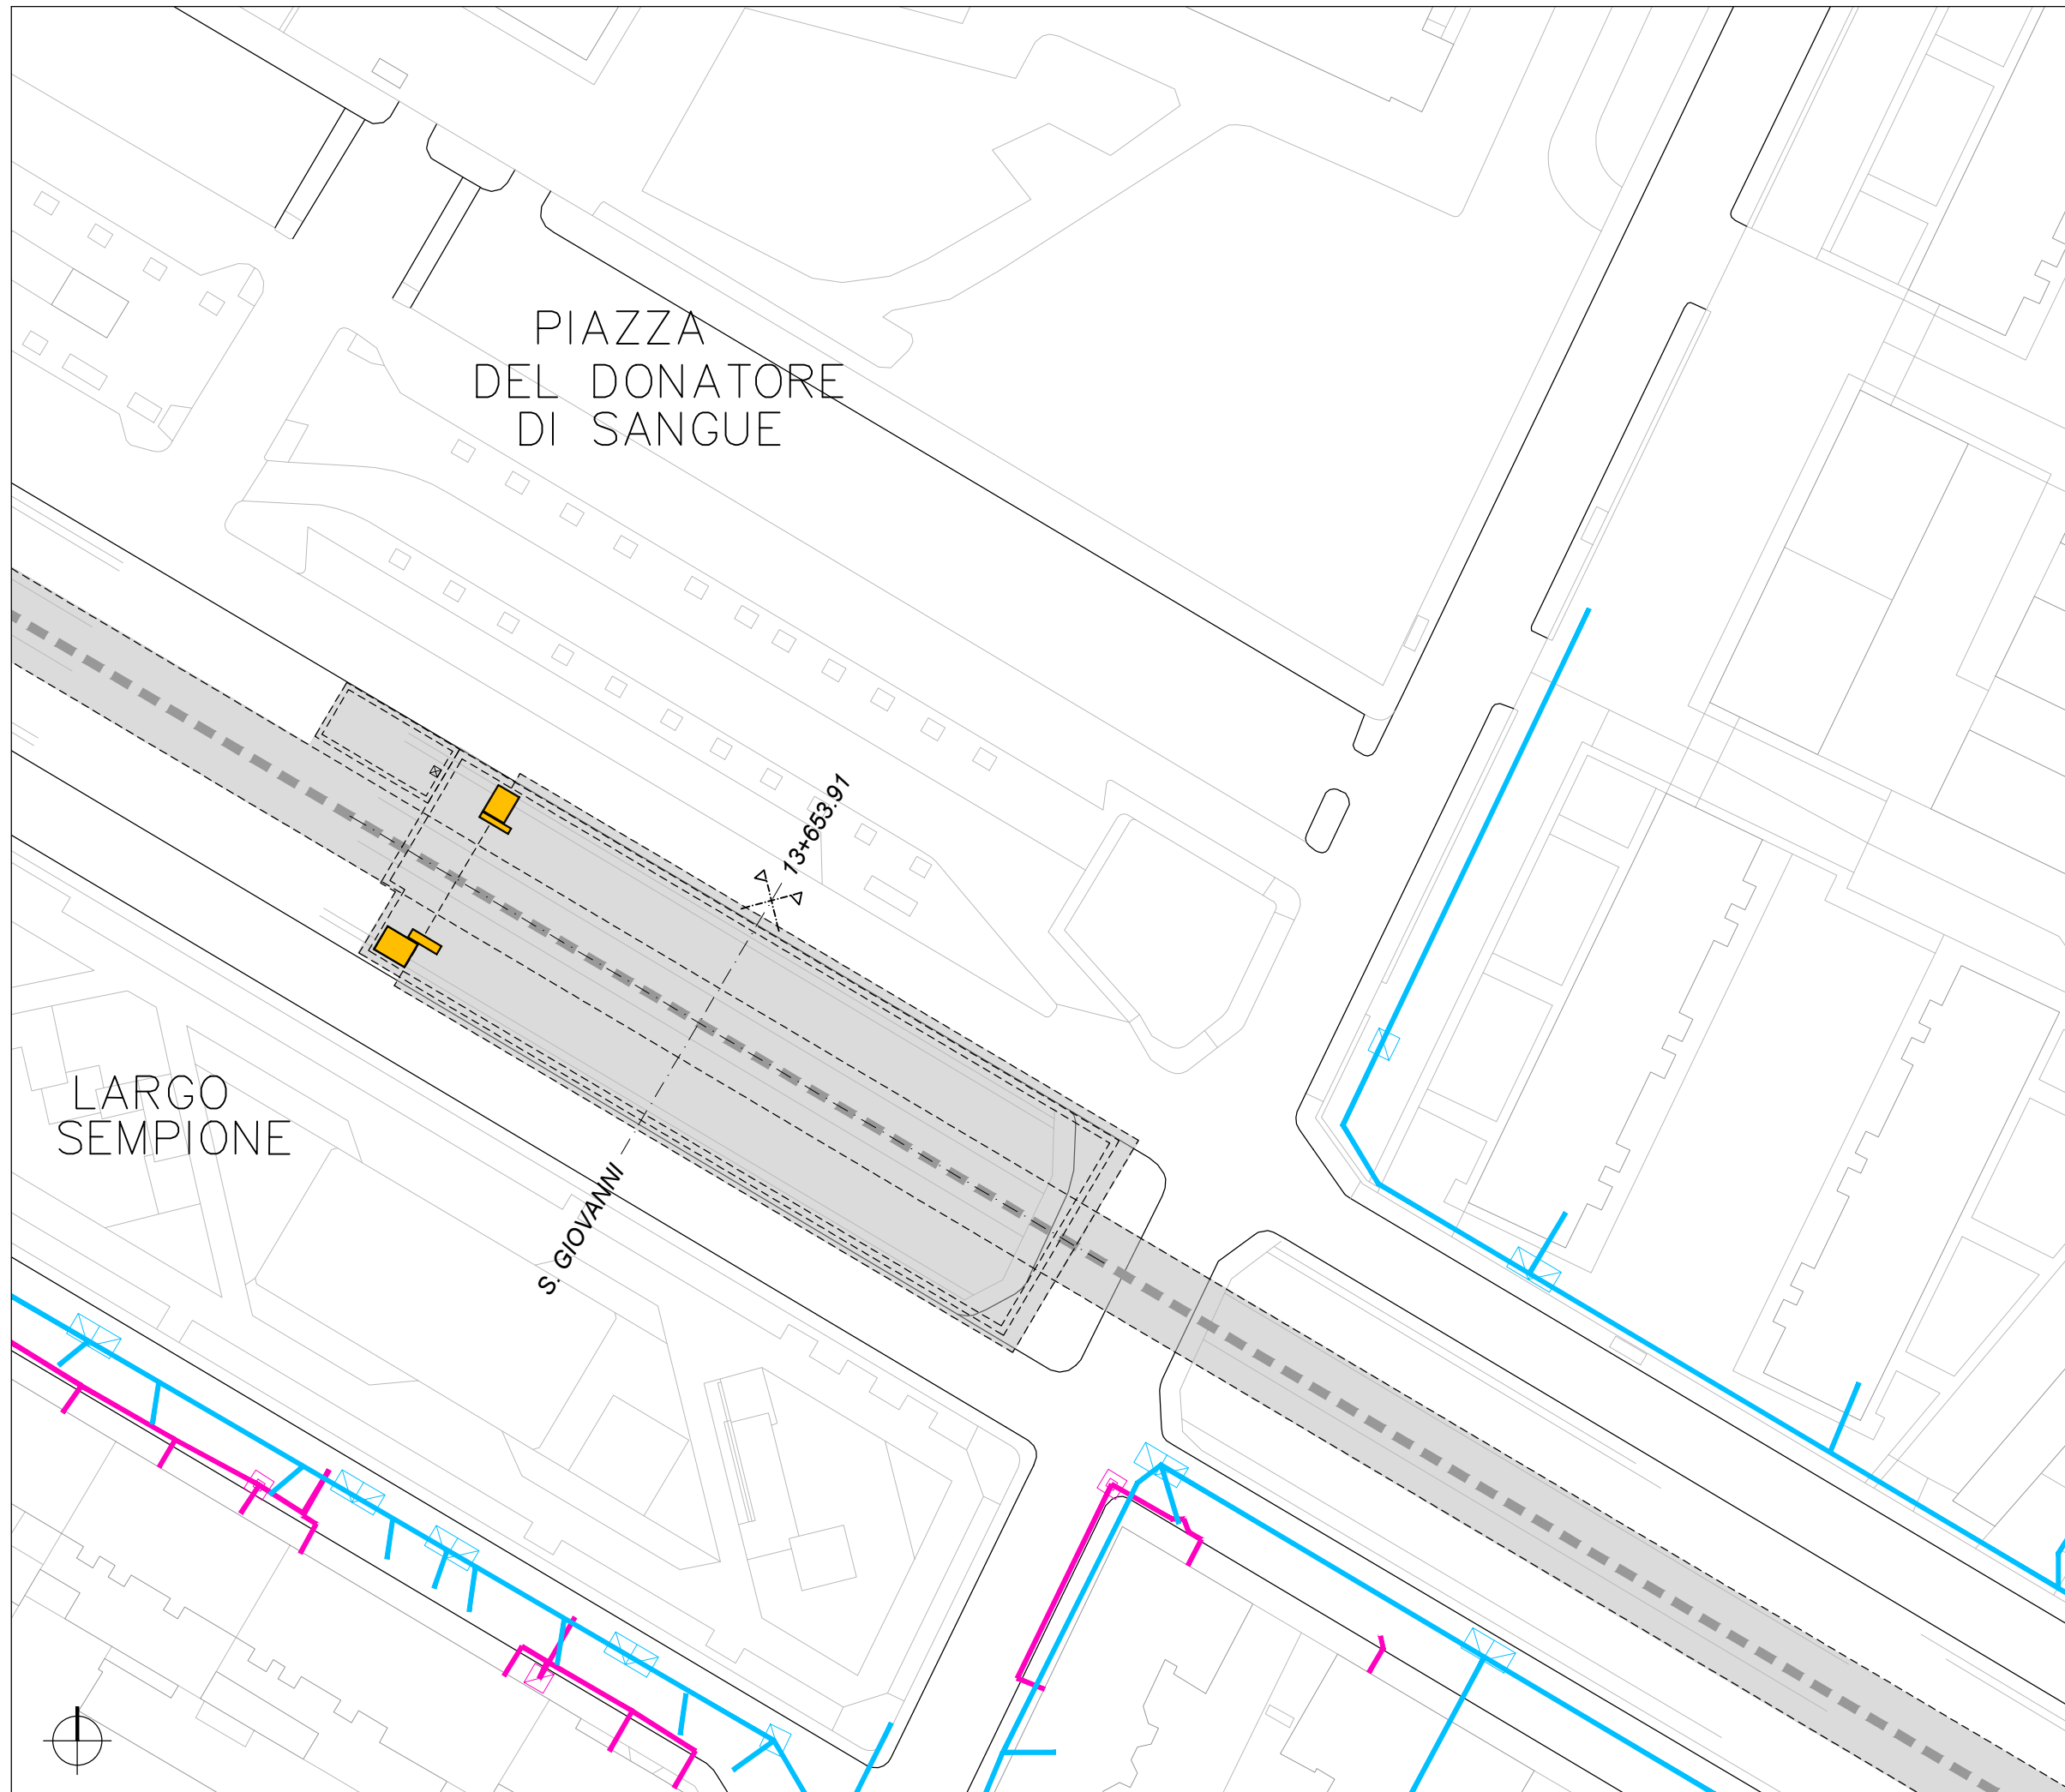 PIAZZA
DEL DONATORE
DI SANGUE
13+653.91
S. GIOVANNI
LARGO
SEMPIONE